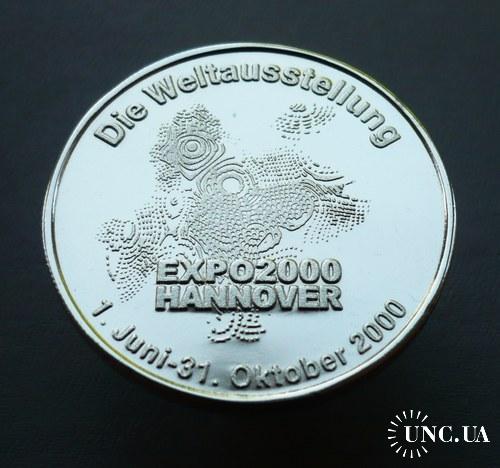 Die Weltausstellung
EXPO2000
HANNOVER
1. Juni-31. Oktober 2000
UNC.UA